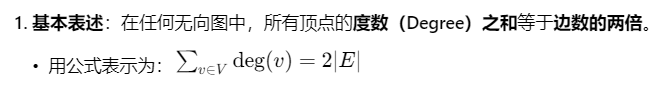 1. 基本表述：在任何无向图中，所有顶点的度数（Degree）之和等于边数的两倍。
• 用公式表示为：∑_{v∈V} deg(v) = 2|E|